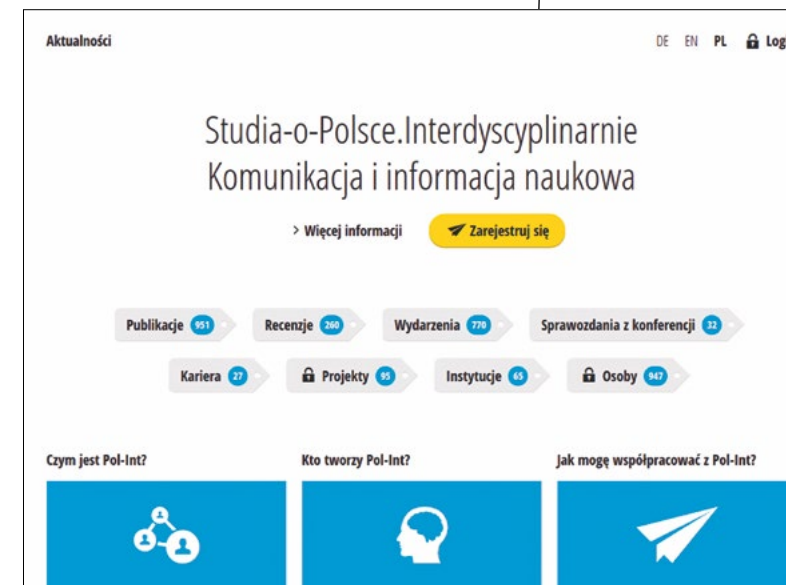 Aktualności
DE EN PL
Studia-o-Polsce.Interdyscyplinarnie
Komunikacja i informacja naukowa
> Więcej informacji Zarejestruj się
Publikacje 951 Recenzje 260 Wydarzenia 770 Sprawozdania z konferencji 32
Kariera 27 Projekty 95 Instytucje 65 Osoby 947
Czym jest Pol-Int? Kto tworzy Pol-Int? Jak mogę współpracować z Pol-Int?